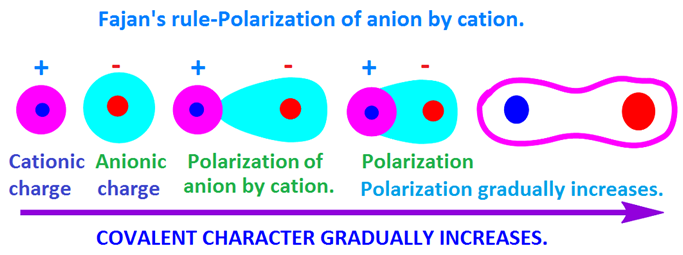 Fajan's rule-Polarization of anion by cation.
+ - + - + -
Cationic charge
Anionic charge
Polarization of
anion by cation.
Polarization
Polarization gradually increases.
COVALENT CHARACTER GRADUALLY INCREASES.